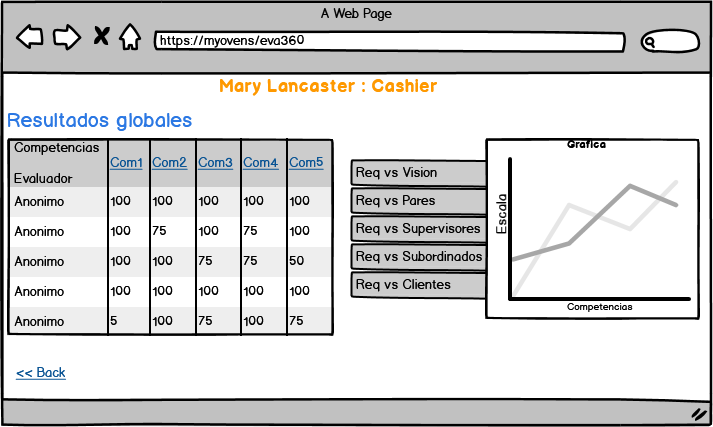 A Web Page
https://myovens/eva360
Mary Lancaster : Cashier
Resultados globales
Competencias
Evaluador
Com1 Com2 Com3 Com4 Com5
Anonimo 100 100 100 100 100
Anonimo 100 75 100 75 100
Anonimo 100 100 75 75 50
Anonimo 100 100 100 100 100
Anonimo 5 100 75 100 75
Req vs Vision
Req vs Pares
Req vs Supervisores
Req vs Subordinados
Req vs Clientes
Grafica
Escala
Competencias
<< Back